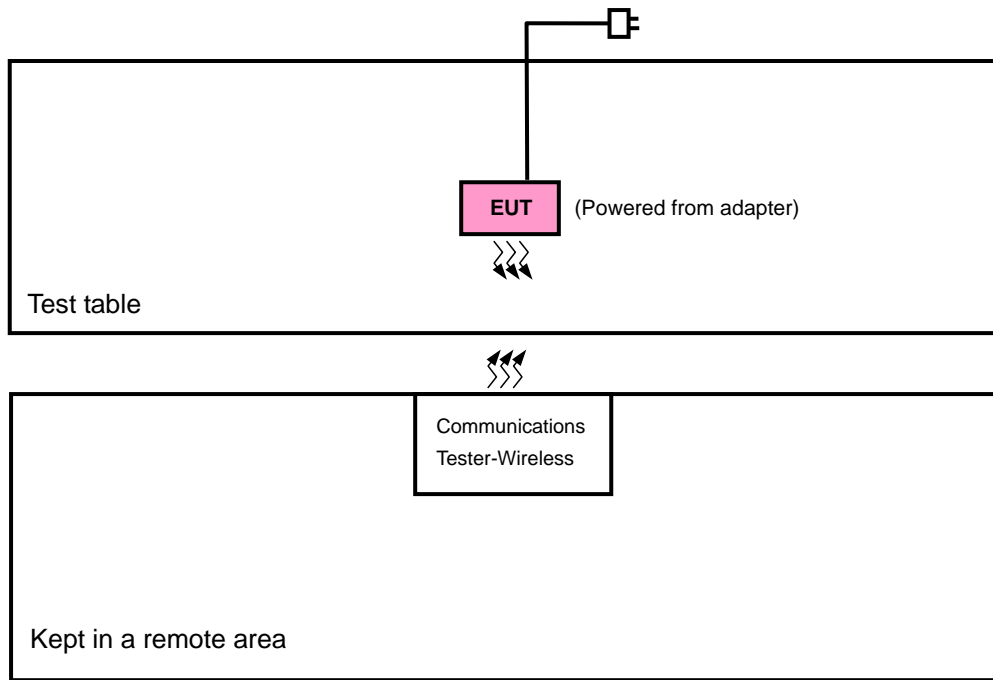 EUT
(Powered from adapter)
Test table
Communications
Tester-Wireless
Kept in a remote area